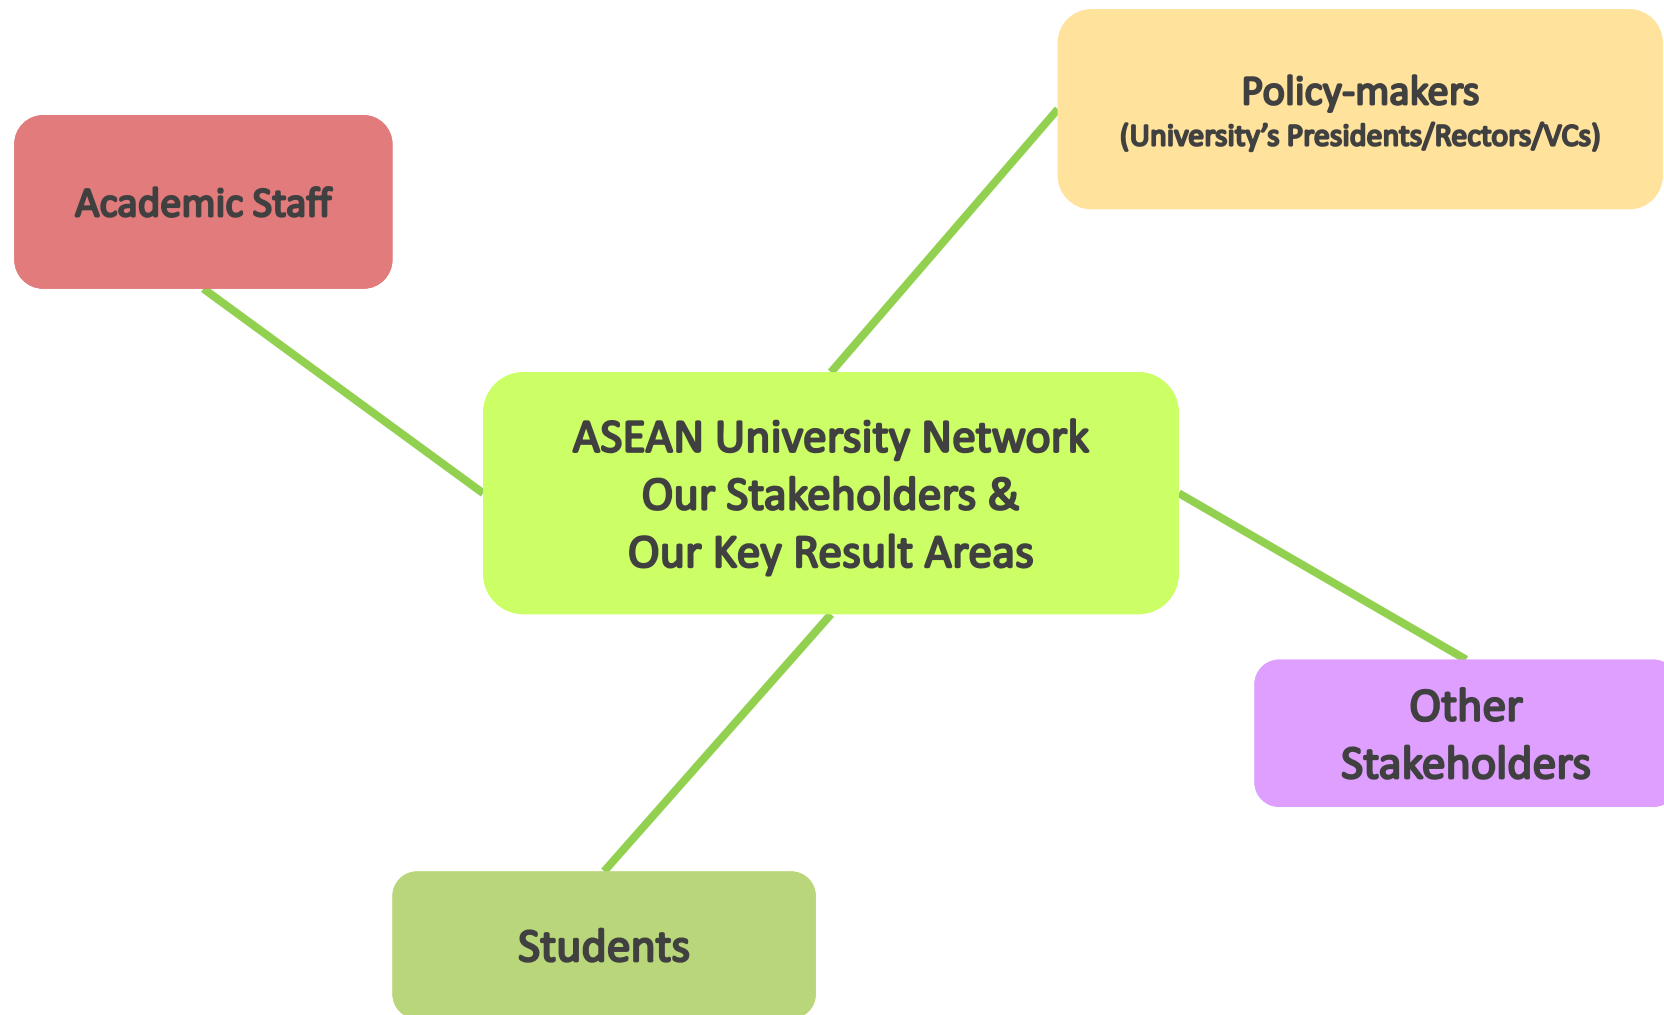 Policy-makers
(University’s Presidents/Rectors/VCs)
Academic Staff
ASEAN University Network
Our Stakeholders &
Our Key Result Areas
Other
Stakeholders
Students